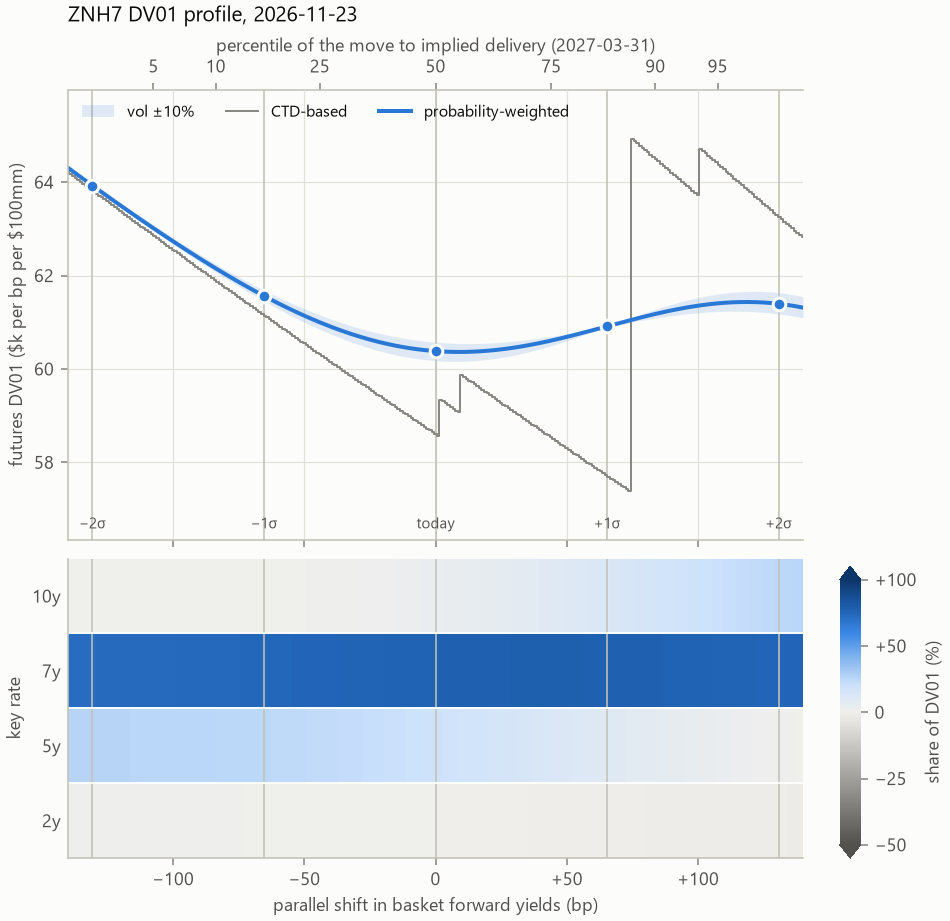 ZNH7 DV01 profile, 2026-11-23
percentile of the move to implied delivery (2027-03-31)
5 10 25 50 75 90 95
vol ±10% CTD-based probability-weighted
futures DV01 ($k per bp per $100mm)
64
62
60
58
−2σ −1σ today +1σ +2σ
key rate
10y
7y
5y
2y
−100 −50 0 +50 +100
parallel shift in basket forward yields (bp)
+100
+50
0
−25
−50
share of DV01 (%)